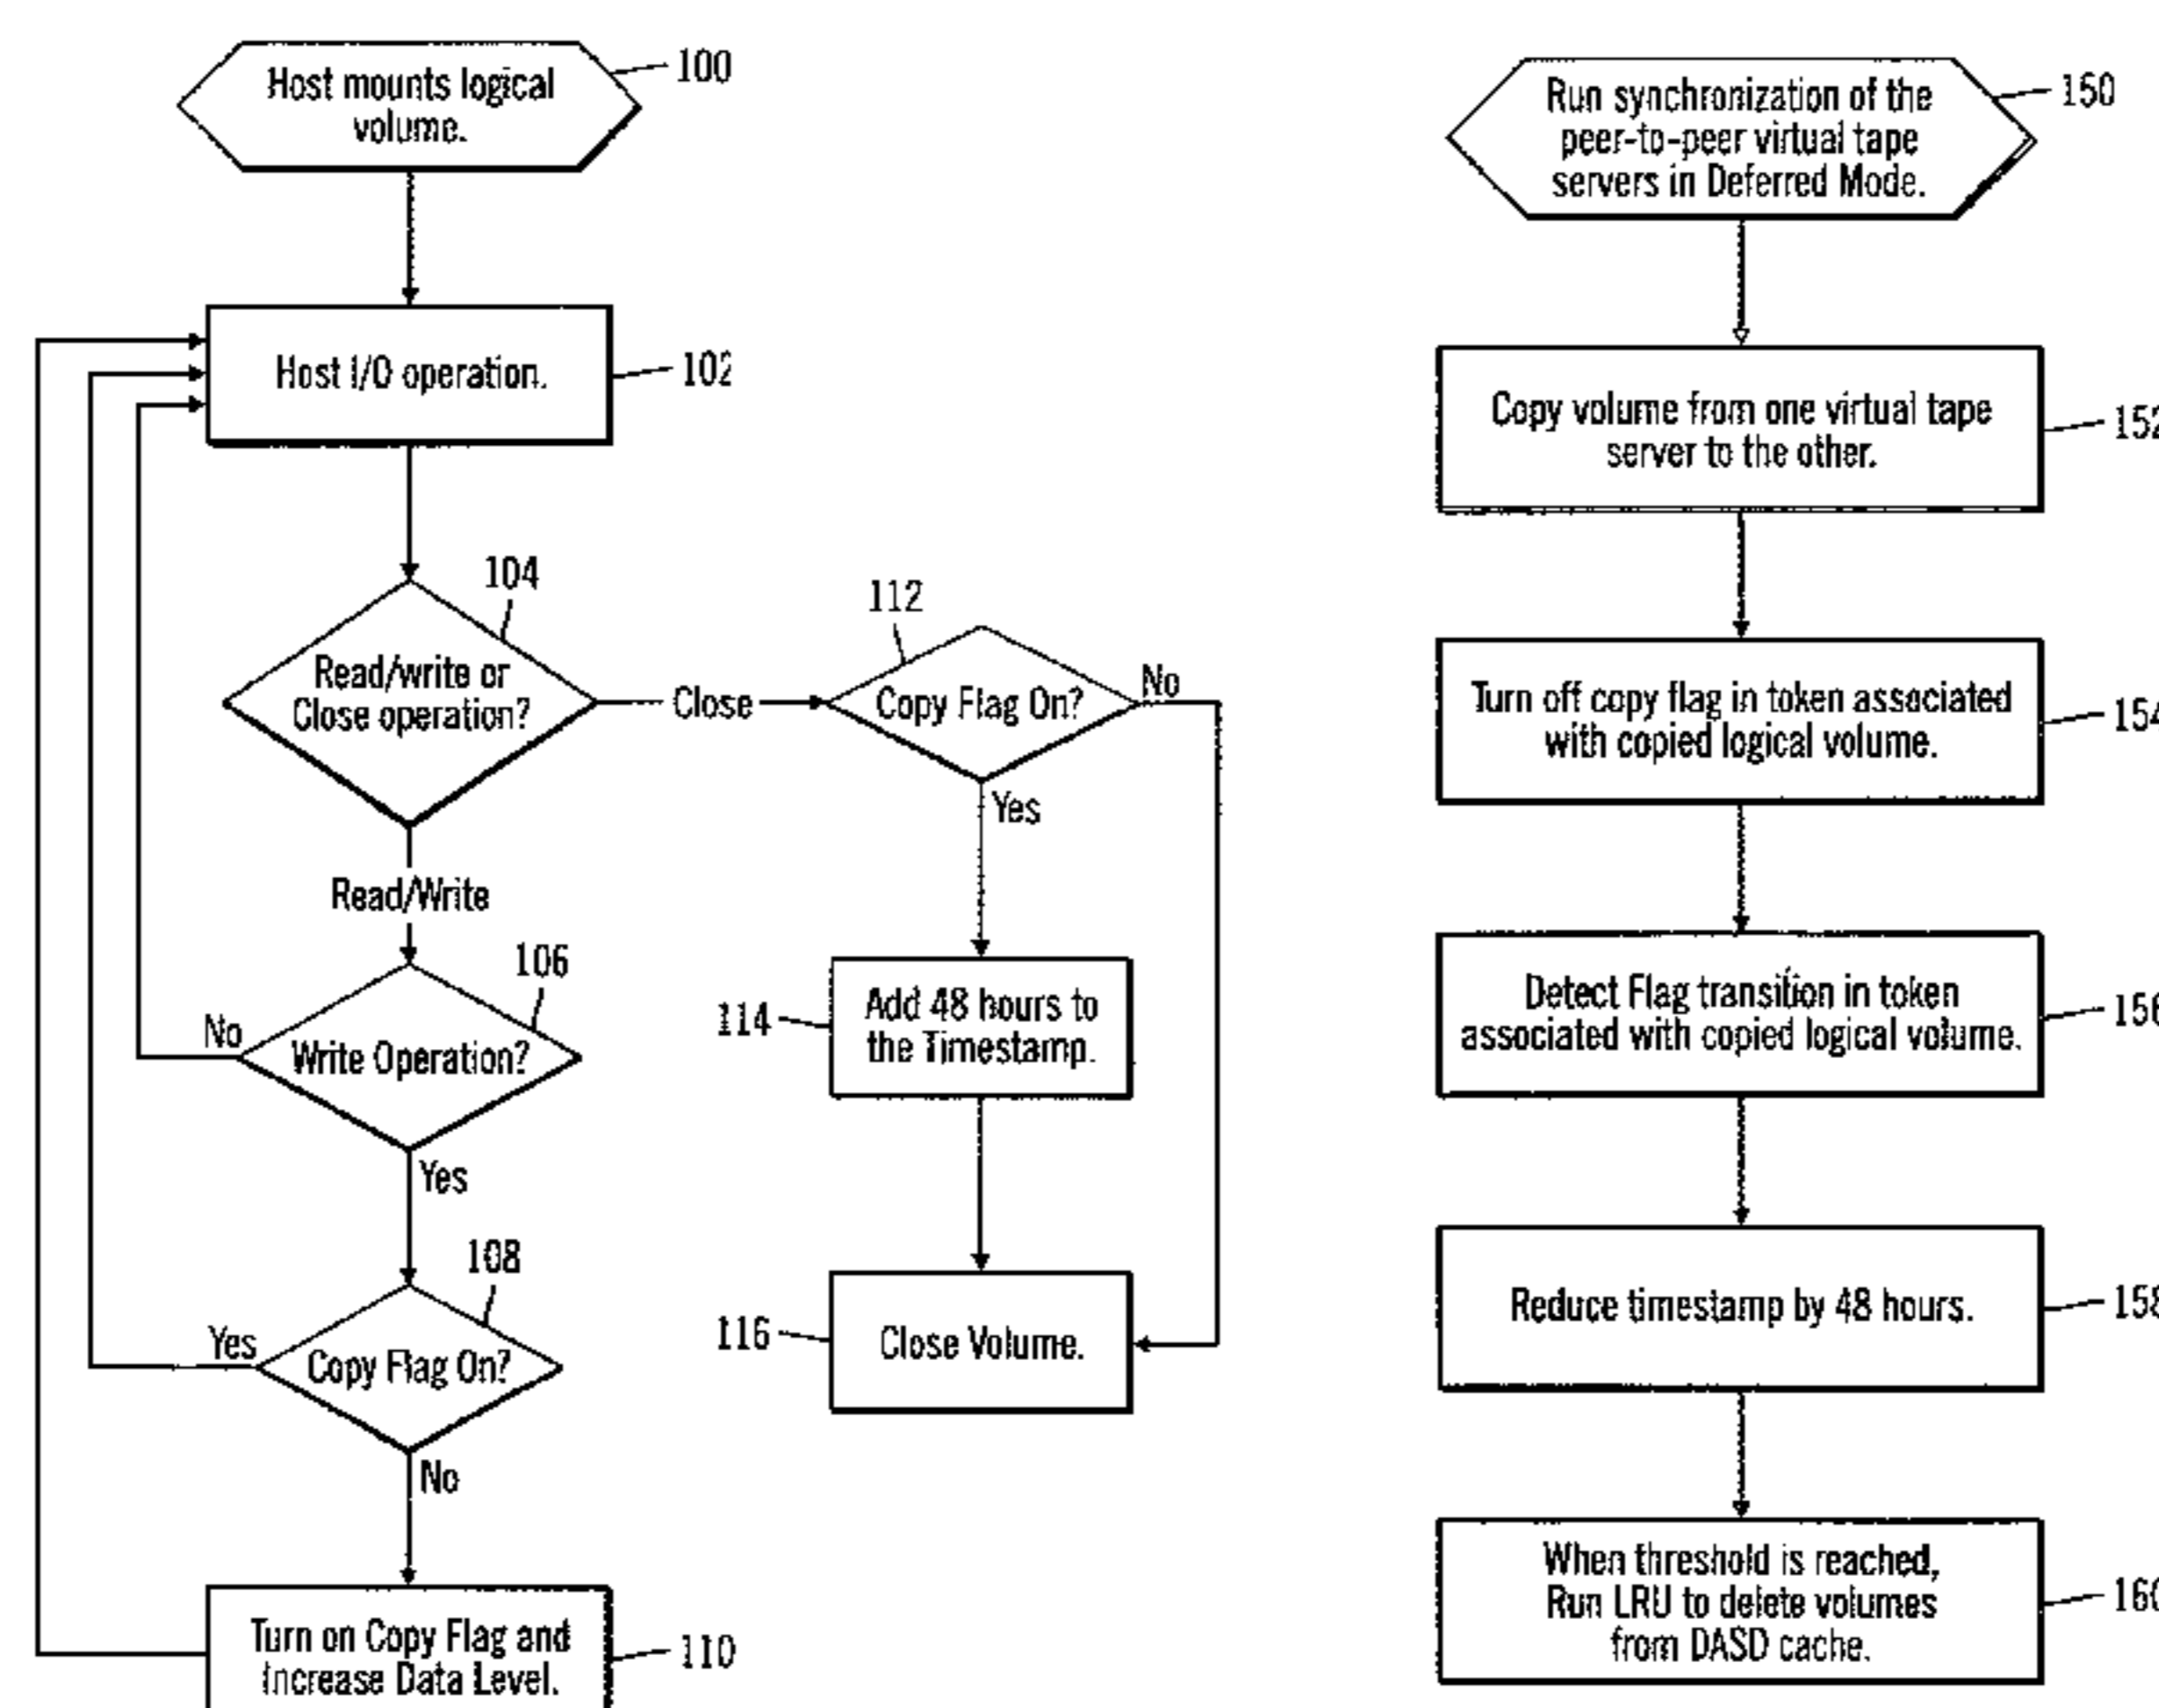 Host mounts logical
volume.
100
Host I/O operation.
102
104
Read/write or
Close operation?
Close
112
Copy Flag On?
No
Yes
Read/Write
106
No
Write Operation?
Yes
114
Add 48 hours to
the Timestamp.
108
Yes
Copy Flag On?
No
116
Close Volume.
Turn on Copy Flag and
Increase Data Level.
110
Run synchronization of the
peer-to-peer virtual tape
servers in Deferred Mode.
150
Copy volume from one virtual tape
server to the other.
152
Turn off copy flag in token associated
with copied logical volume.
154
Detect Flag transition in token
associated with copied logical volume.
156
Reduce timestamp by 48 hours.
158
When threshold is reached,
Run LRU to delete volumes
from DASD cache.
160